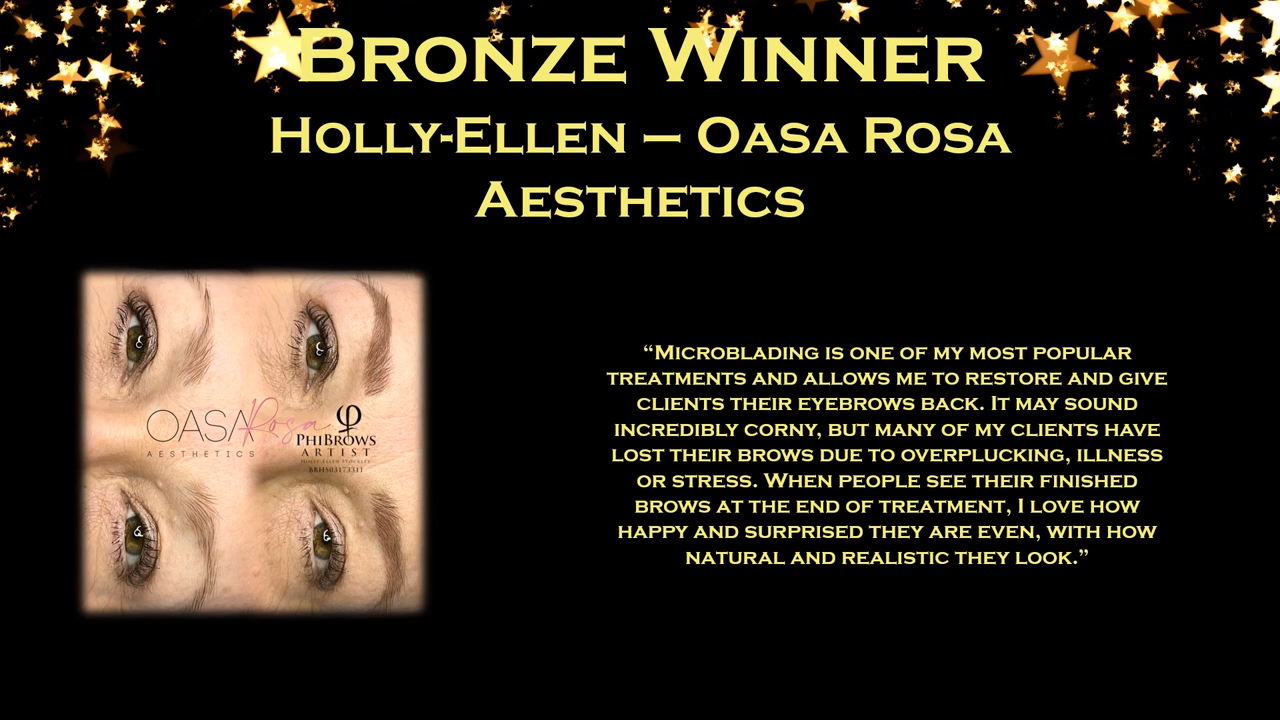 Bronze Winner
Holly-Ellen – Oasa Rosa
Aesthetics
OASA Rosa
AESTHETICS
φ
PHIBROWS
ARTIST
“Microblading is one of my most popular
treatments and allows me to restore and give
clients their eyebrows back. It may sound
incredibly corny, but many of my clients have
lost their brows due to overplucking, illness
or stress. When people see their finished
brows at the end of treatment, I love how
happy and surprised they are even, with how
natural and realistic they look.”